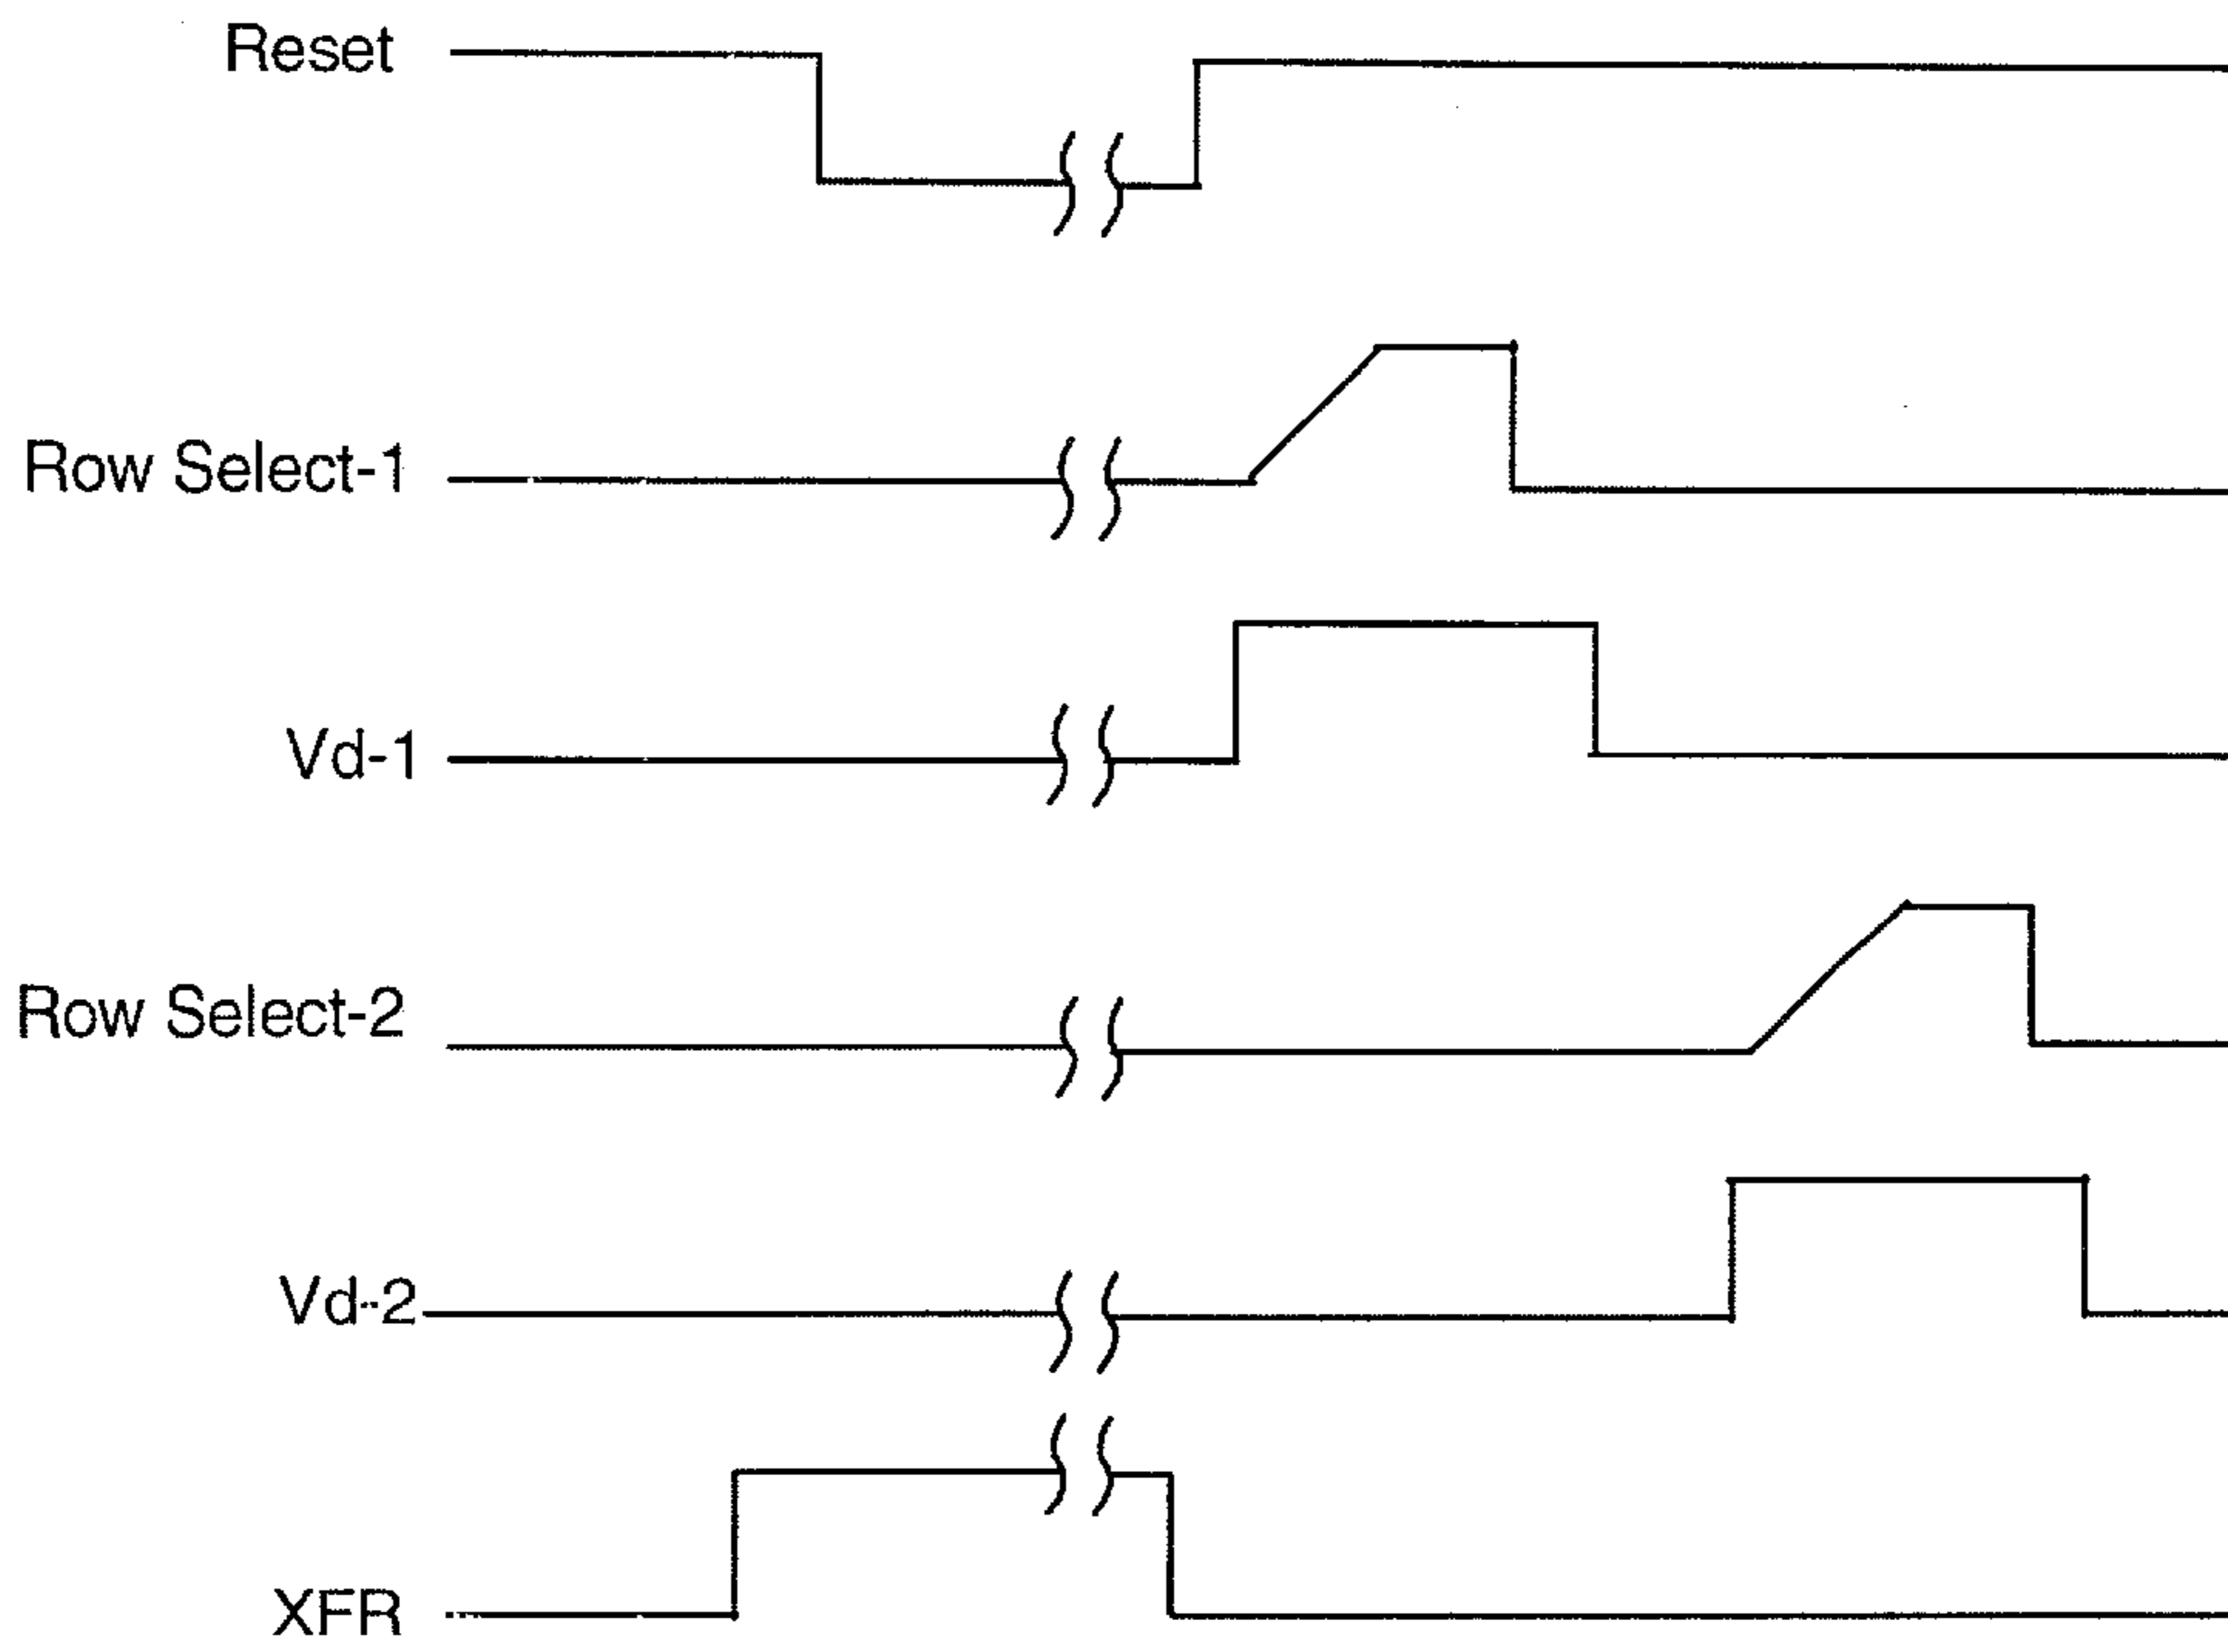 Reset
Row Select-1
Vd-1
Row Select-2
Vd-2
XFR